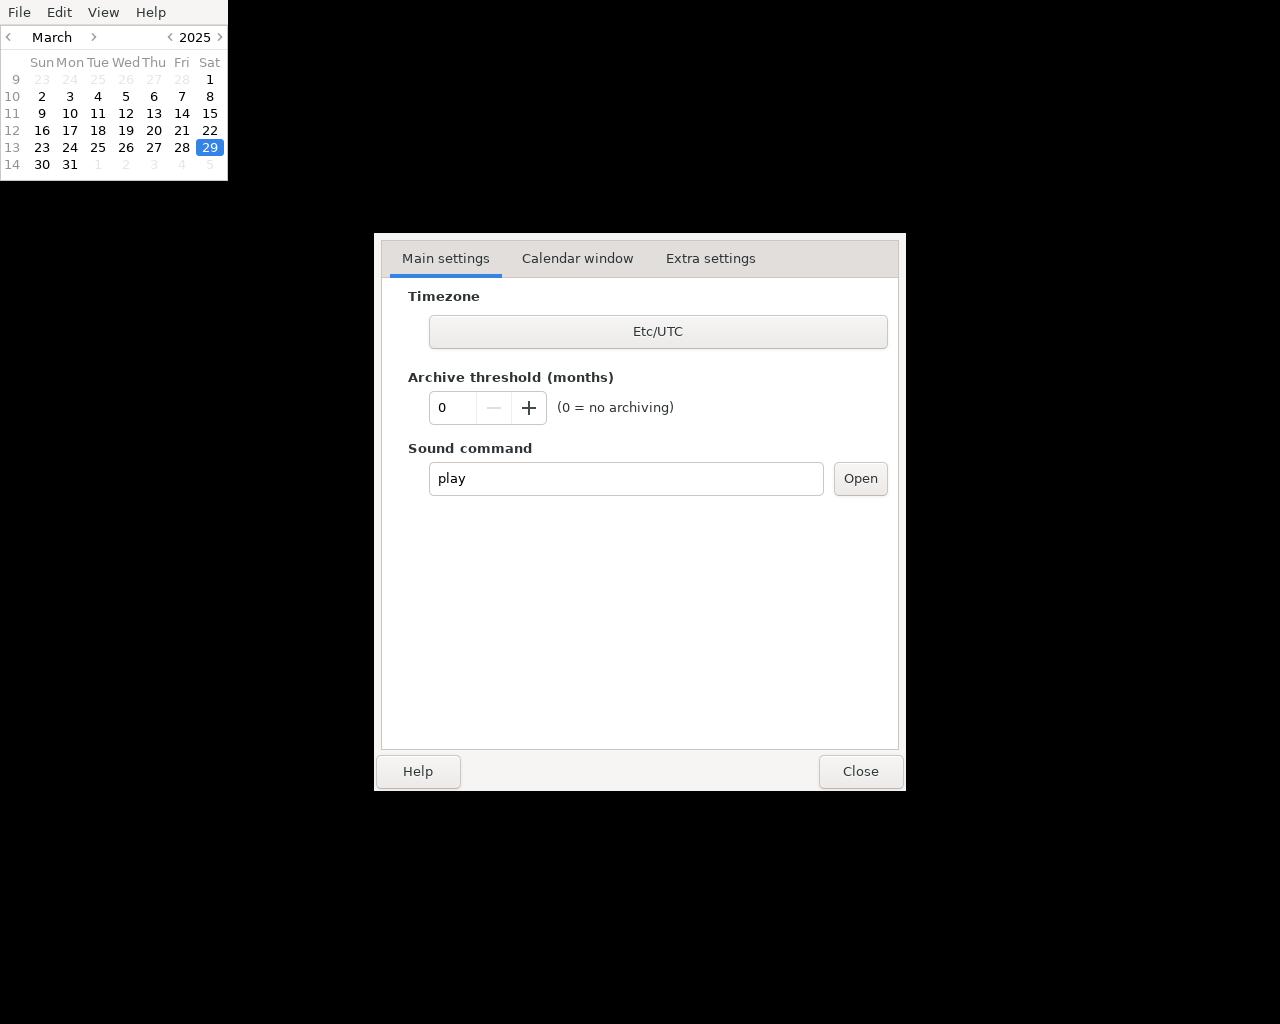 File Edit View Help
March 2025
Sun Mon Tue Wed Thu Fri Sat
9 23 24 25 26 27 28 1
10 2 3 4 5 6 7 8
11 9 10 11 12 13 14 15
12 16 17 18 19 20 21 22
13 23 24 25 26 27 28 29
14 30 31 1 2 3 4 5
Main settings Calendar window Extra settings
Timezone
Etc/UTC
Archive threshold (months)
0 (0 = no archiving)
Sound command
play Open
Help Close